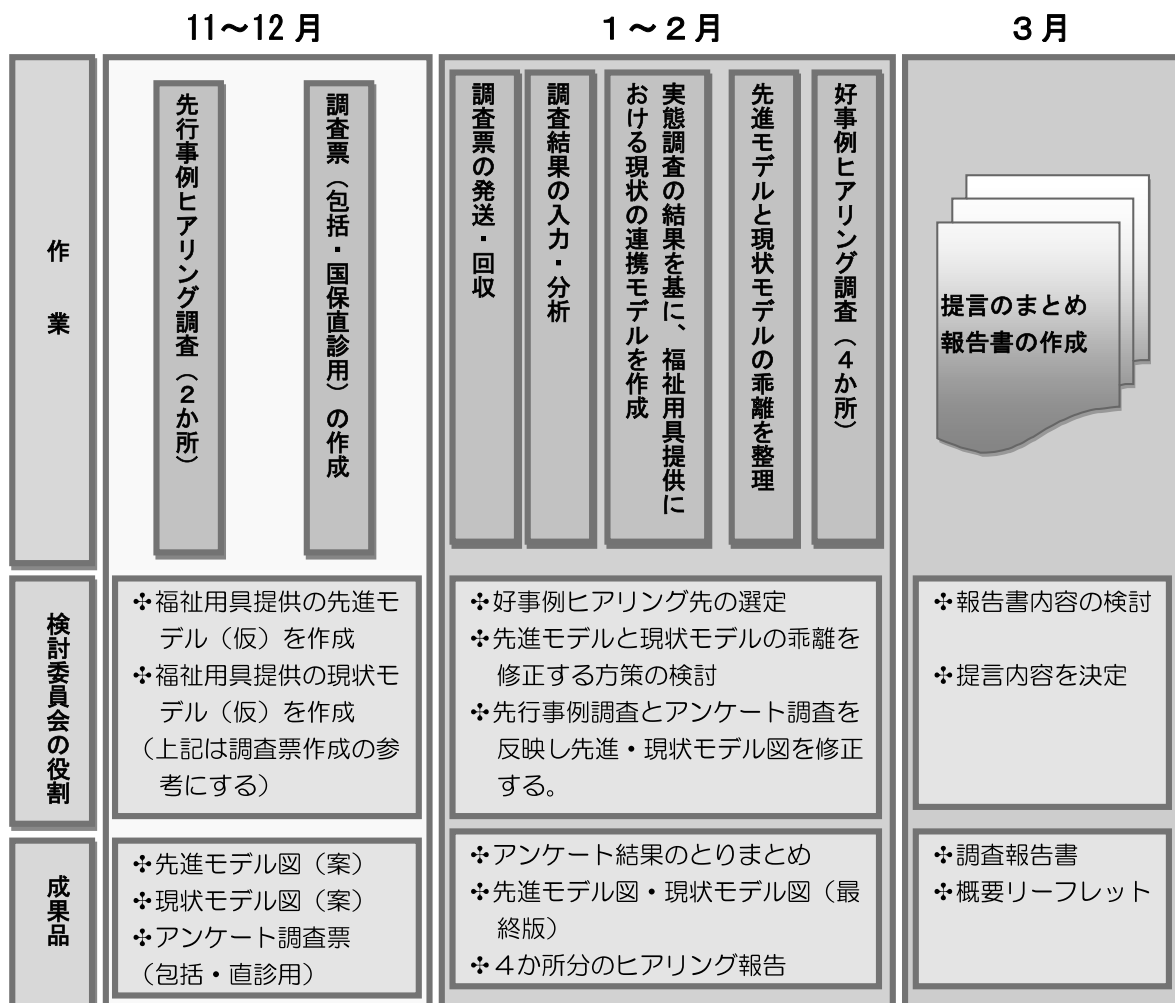 11～12月
1～2月
3月
作業
先行事例ヒアリング調査（2か所）
調査票（包括・国保直診用）の作成
調査票の発送・回収
調査結果の入力・分析
実態調査の結果を基に、福祉用具提供に
おける現状の連携モデルを作成
先進モデルと現状モデルの乖離を整理
好事例ヒアリング調査（4か所）
提言のまとめ
報告書の作成
検討委員会の役割
✣福祉用具提供の先進モ
デル（仮）を作成
✣福祉用具提供の現状モ
デル（仮）を作成
（上記は調査票作成の参
考にする）
✣好事例ヒアリング先の選定
✣先進モデルと現状モデルの乖離を
修正する方策の検討
✣先行事例調査とアンケート調査を
反映し先進・現状モデル図を修正
する。
✣報告書内容の検討
✣提言内容を決定
成果品
✣先進モデル図（案）
✣現状モデル図（案）
✣アンケート調査票
（包括・直診用）
✣アンケート結果のとりまとめ
✣先進モデル図・現状モデル図（最
終版）
✣4か所分のヒアリング報告
✣調査報告書
✣概要リーフレット